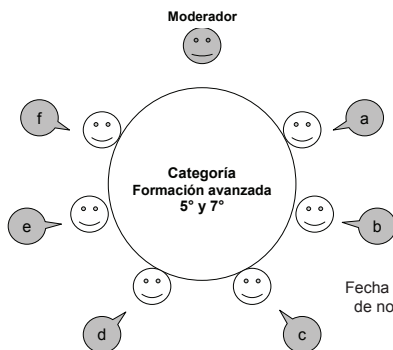 Moderador
f
a
Categoría
Formación avanzada
5° y 7°
e
b
Fecha
de no
d
c